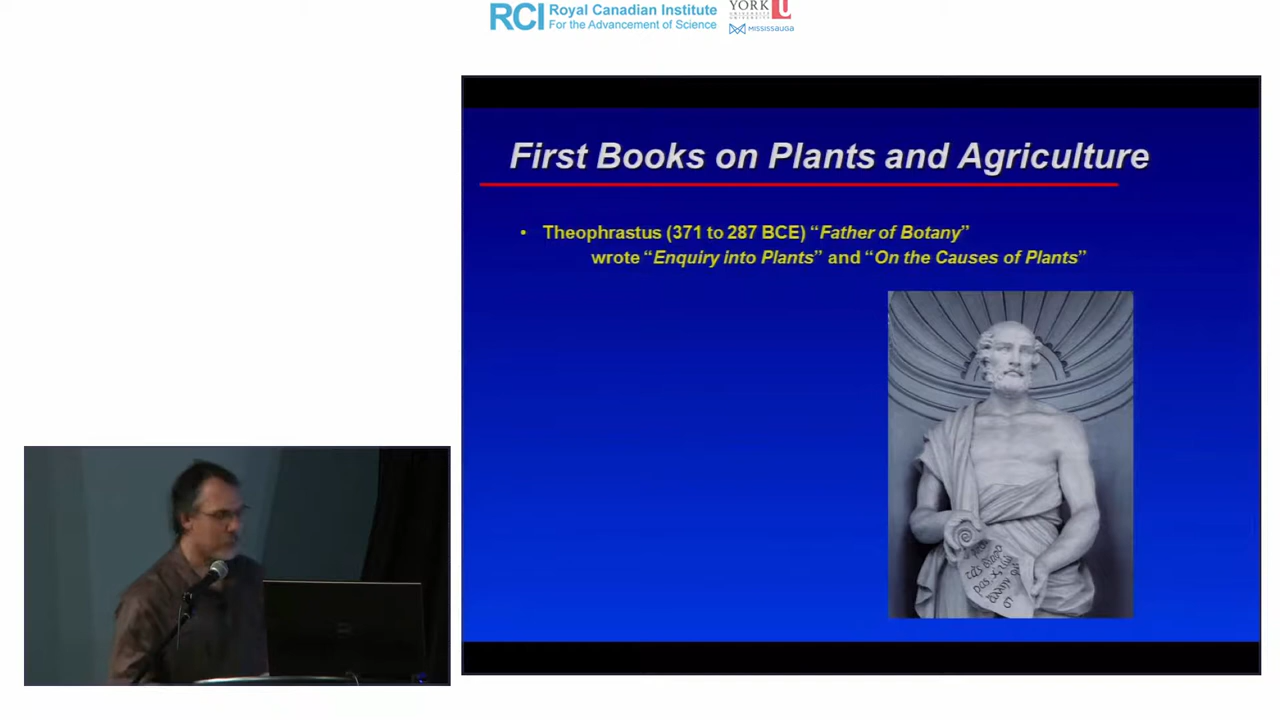 RCI Royal Canadian Institute
For the Advancement of Science
YORK U
MISSISSAUGA
First Books on Plants and Agriculture
• Theophrastus (371 to 287 BCE) “Father of Botany”
wrote “Enquiry into Plants” and “On the Causes of Plants”